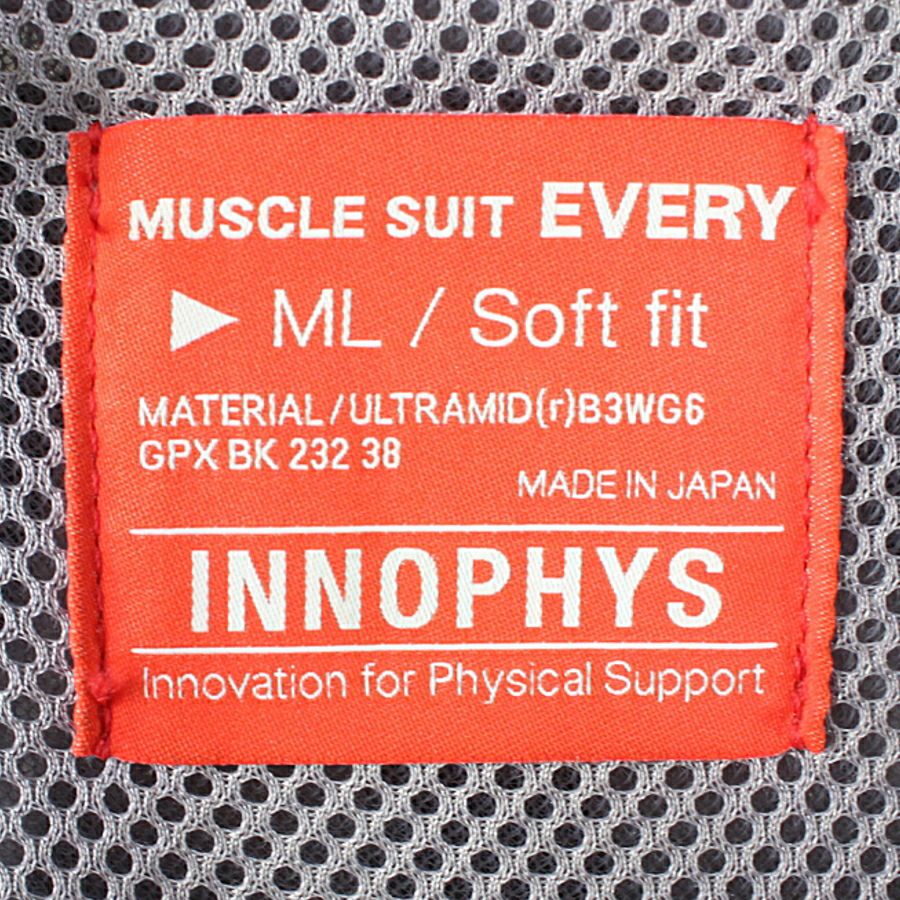 MUSCLE SUIT EVERY
▶ ML / Soft fit
MATERIAL/ULTRAMID(r)B3WG6
GPX BK 232 38
MADE IN JAPAN
INNOPHYS
Innovation for Physical Support